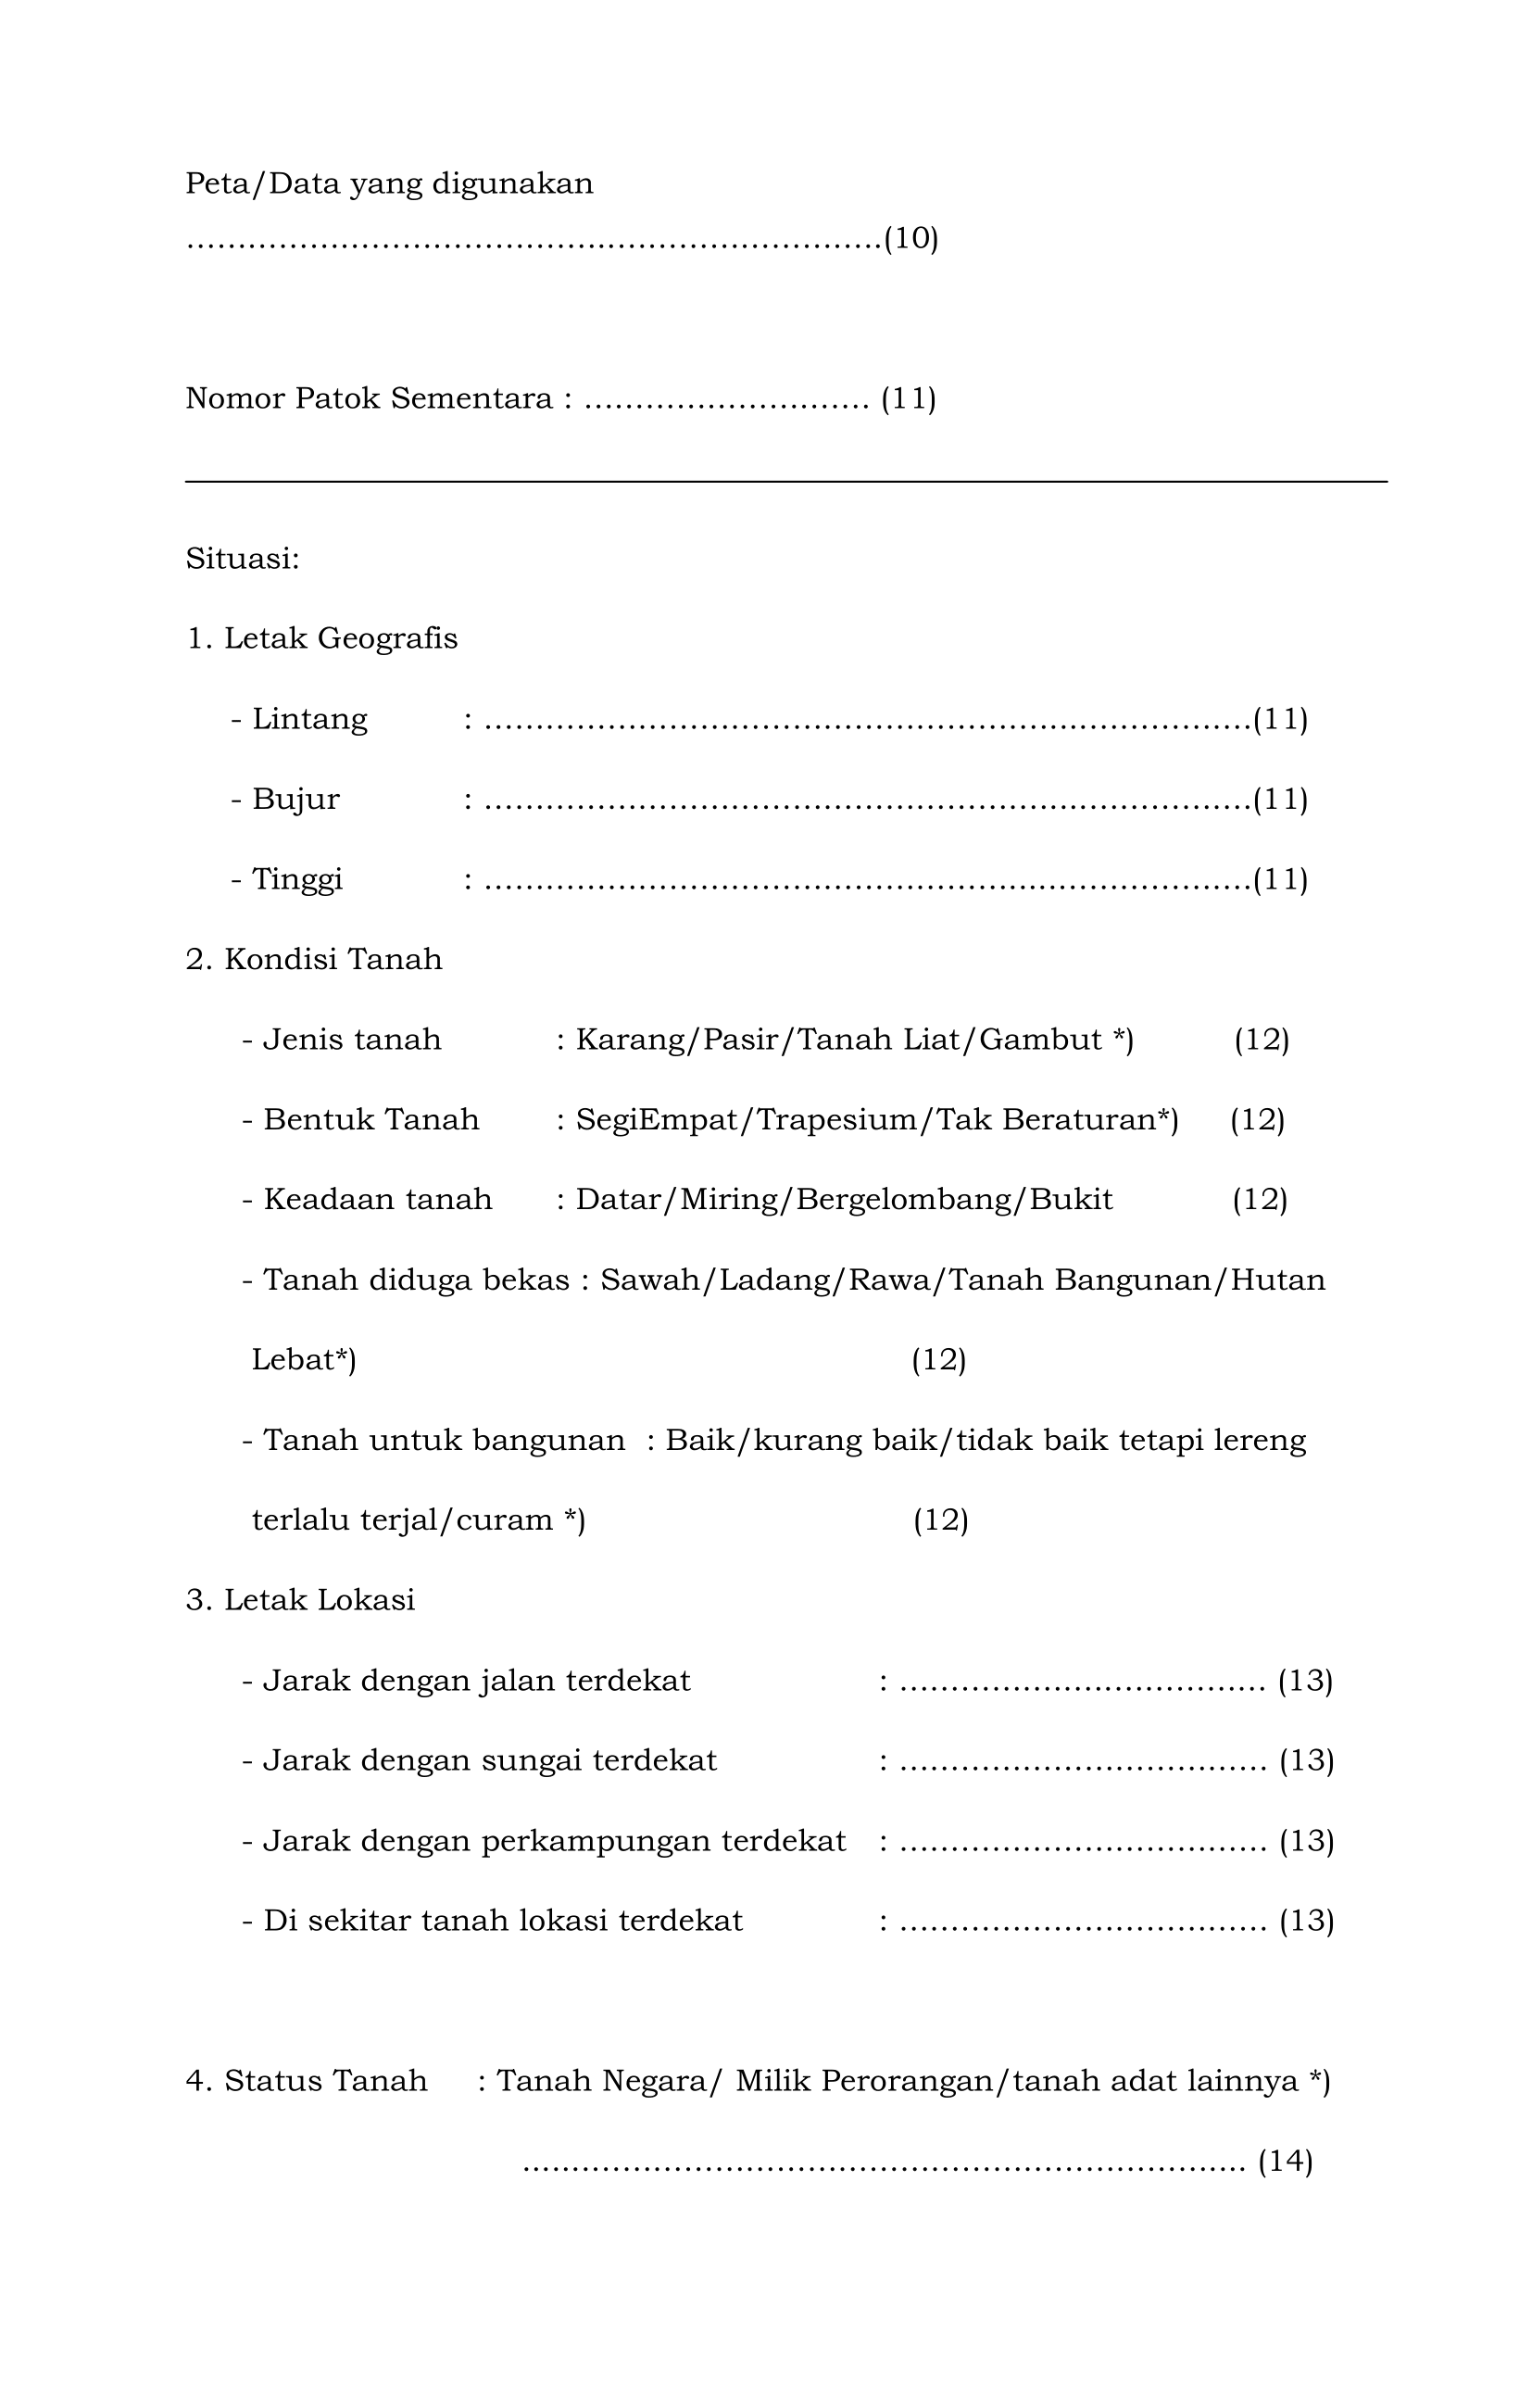 Peta/Data yang digunakan
……………………………………………………………(10)
Nomor Patok Sementara : ………………………. (11)
Situasi:
1. Letak Geografis
- Lintang : …………………………………………………………………(11)
- Bujur : …………………………………………………………………(11)
- Tinggi : …………………………………………………………………(11)
2. Kondisi Tanah
- Jenis tanah : Karang/Pasir/Tanah Liat/Gambut *) (12)
- Bentuk Tanah : SegiEmpat/Trapesium/Tak Beraturan*) (12)
- Keadaan tanah : Datar/Miring/Bergelombang/Bukit (12)
- Tanah diduga bekas : Sawah/Ladang/Rawa/Tanah Bangunan/Hutan
Lebat*) (12)
- Tanah untuk bangunan : Baik/kurang baik/tidak baik tetapi lereng
terlalu terjal/curam *) (12)
3. Letak Lokasi
- Jarak dengan jalan terdekat : ……………………………… (13)
- Jarak dengan sungai terdekat : ……………………………… (13)
- Jarak dengan perkampungan terdekat : ……………………………… (13)
- Di sekitar tanah lokasi terdekat : ……………………………… (13)
4. Status Tanah : Tanah Negara/ Milik Perorangan/tanah adat lainnya *)
……………………………………………………………… (14)